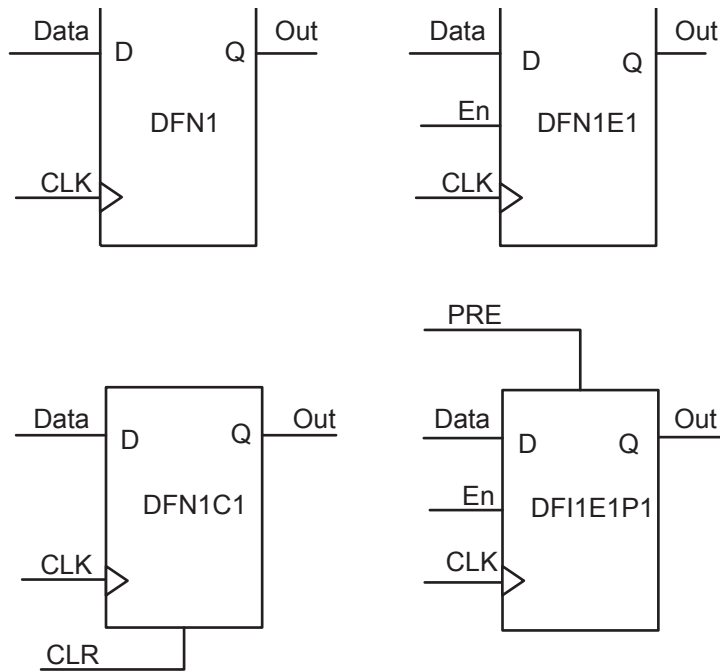 Data
Out
D
Q
DFN1
CLK
Data
Out
D
Q
En
DFN1E1
CLK
Data
Out
D
Q
DFN1C1
CLK
CLR
PRE
Data
Out
D
Q
En
DFI1E1P1
CLK